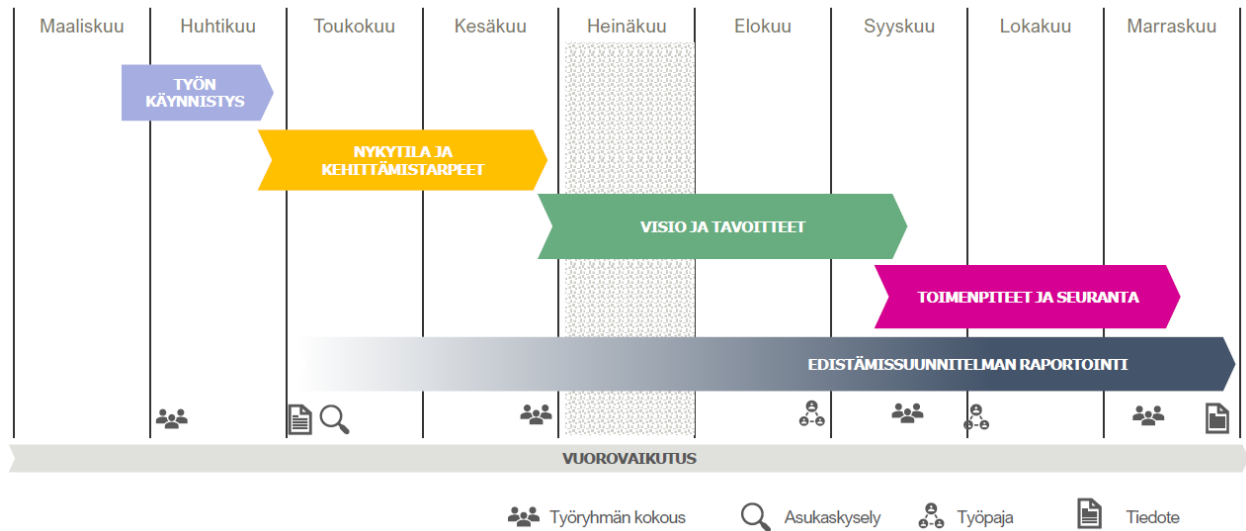 Maaliskuu
Huhtikuu
Toukokuu
Kesäkuu
Heinäkuu
Elokuu
Syyskuu
Lokakuu
Marraskuu
TYÖN
KÄYNNISTYS
NYKYTILA JA
KEHITTÄMISTARPEET
VISIO JA TAVOITTEET
TOIMENPITEET JA SEURANTA
EDISTÄMISSUUNNITELMAN RAPORTOINTI
VUOROVAIKUTUS
Työryhmän kokous
Asukaskysely
Työpaja
Tiedote